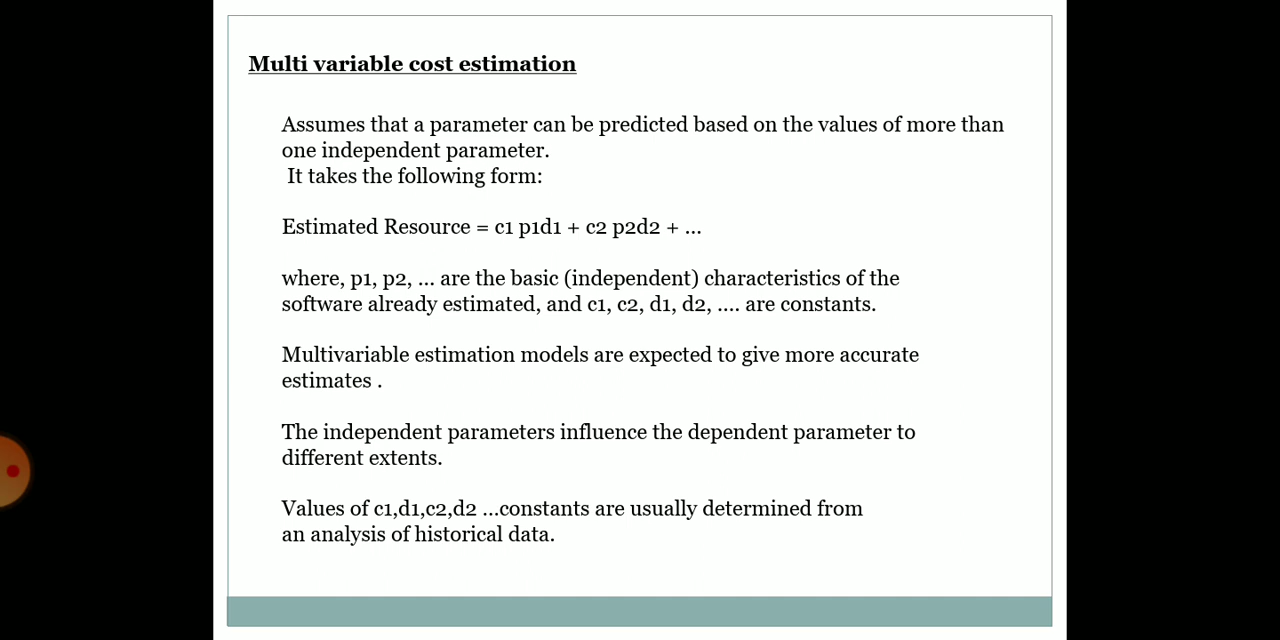 Multi variable cost estimation
Assumes that a parameter can be predicted based on the values of more than
one independent parameter.
It takes the following form:
Estimated Resource = c1 p1d1 + c2 p2d2 + ...
where, p1, p2, ... are the basic (independent) characteristics of the
software already estimated, and c1, c2, d1, d2, .... are constants.
Multivariable estimation models are expected to give more accurate
estimates .
The independent parameters influence the dependent parameter to
different extents.
Values of c1,d1,c2,d2 ...constants are usually determined from
an analysis of historical data.